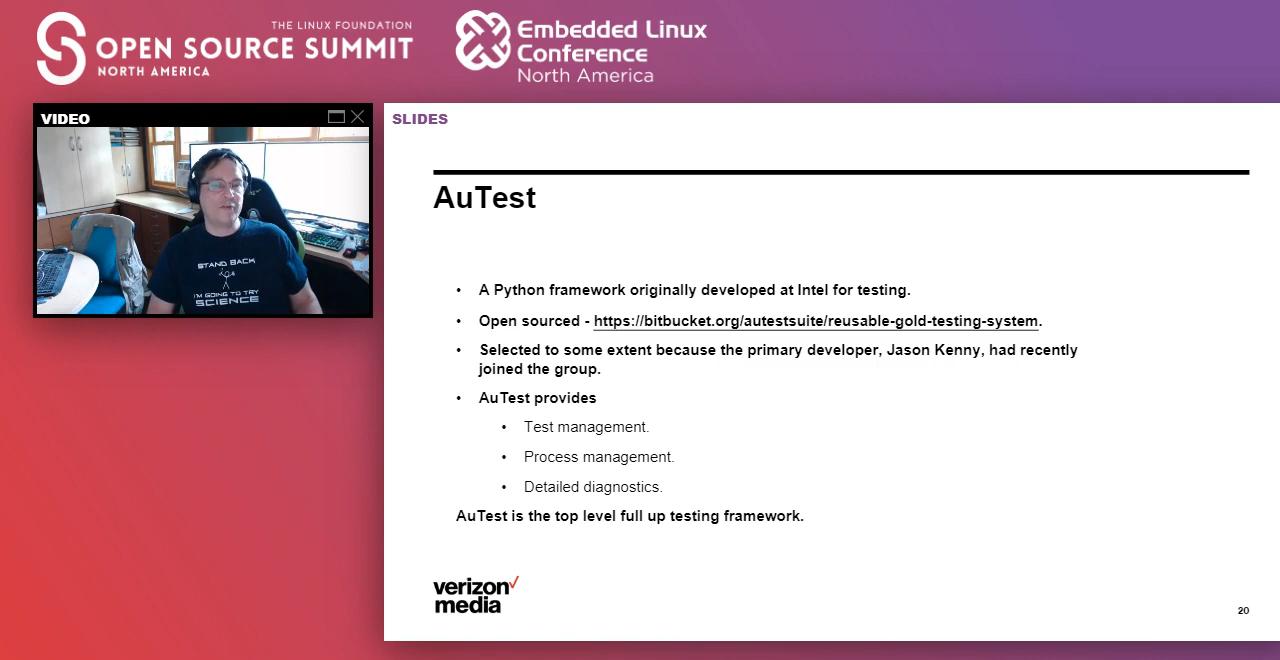 THE LINUX FOUNDATION
OPEN SOURCE SUMMIT
NORTH AMERICA
Embedded Linux
Conference
North America
VIDEO
STAND BACK
I'M GOING TO TRY
SCIENCE
SLIDES
AuTest
• A Python framework originally developed at Intel for testing.
• Open sourced - https://bitbucket.org/autestsuite/reusable-gold-testing-system.
• Selected to some extent because the primary developer, Jason Kenny, had recently
joined the group.
• AuTest provides
• Test management.
• Process management.
• Detailed diagnostics.
AuTest is the top level full up testing framework.
verizon
media
20